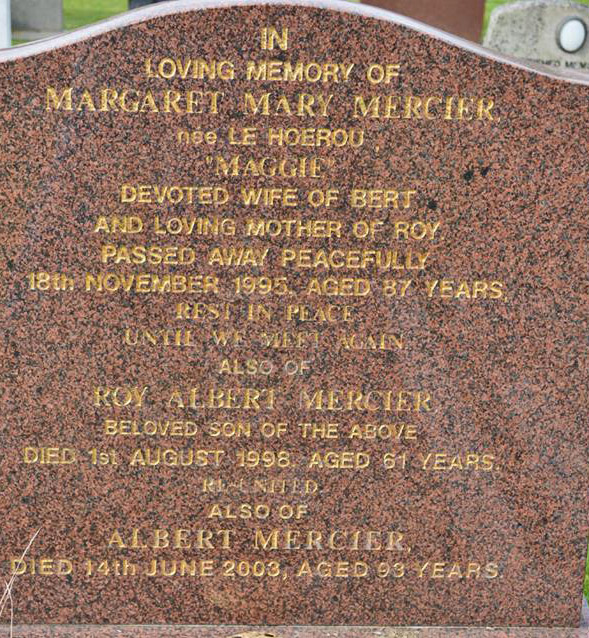 IN
LOVING MEMORY OF
MARGARET MARY MERCIER,
nee LE HOEROU,
'MAGGIE'
DEVOTED WIFE OF BERT,
AND LOVING MOTHER OF ROY,
PASSED AWAY PEACEFULLY
18th NOVEMBER 1995, AGED 87 YEARS,
REST IN PEACE
UNTIL WE MEET AGAIN
ALSO OF
ROY ALBERT MERCIER
BELOVED SON OF THE ABOVE
DIED 1st AUGUST 1998, AGED 61 YEARS.
RE-UNITED
ALSO OF
ALBERT MERCIER,
DIED 14th JUNE 2003, AGED 93 YEARS.